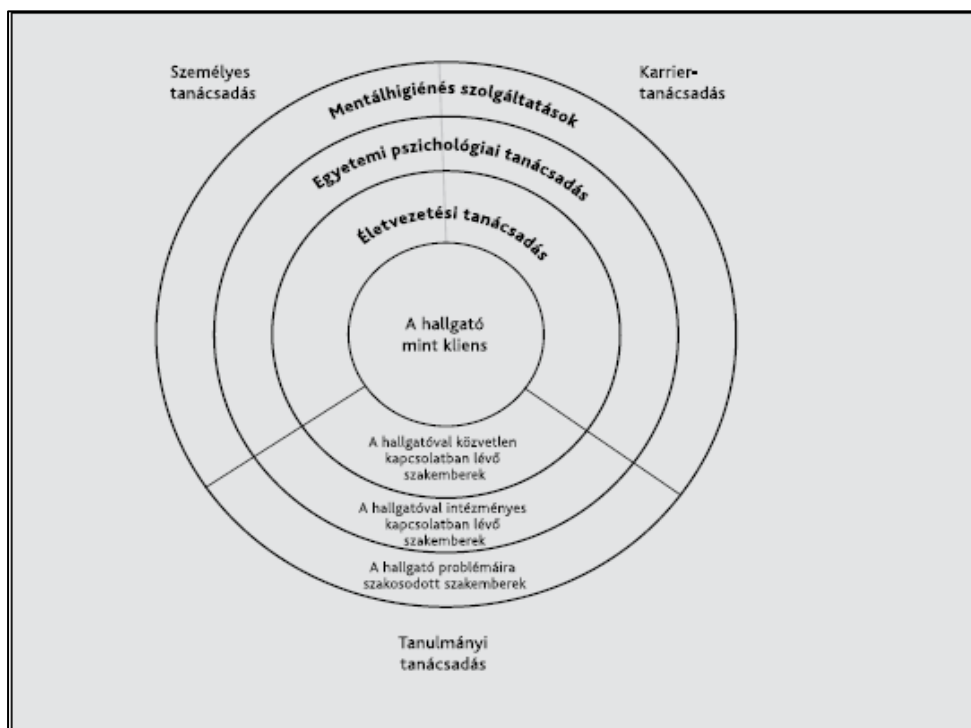 Személyes
tanácsadás
Karrier-
tanácsadás
Mentálhigiénés szolgáltatások
Egyetemi pszichológiai tanácsadás
Életvezetési tanácsadás
A hallgató
mint kliens
A hallgatóval közvetlen
kapcsolatban lévő
szakemberek
A hallgatóval intézményes
kapcsolatban lévő
szakemberek
A hallgató problémáira
szakosodott szakemberek
Tanulmányi
tanácsadás